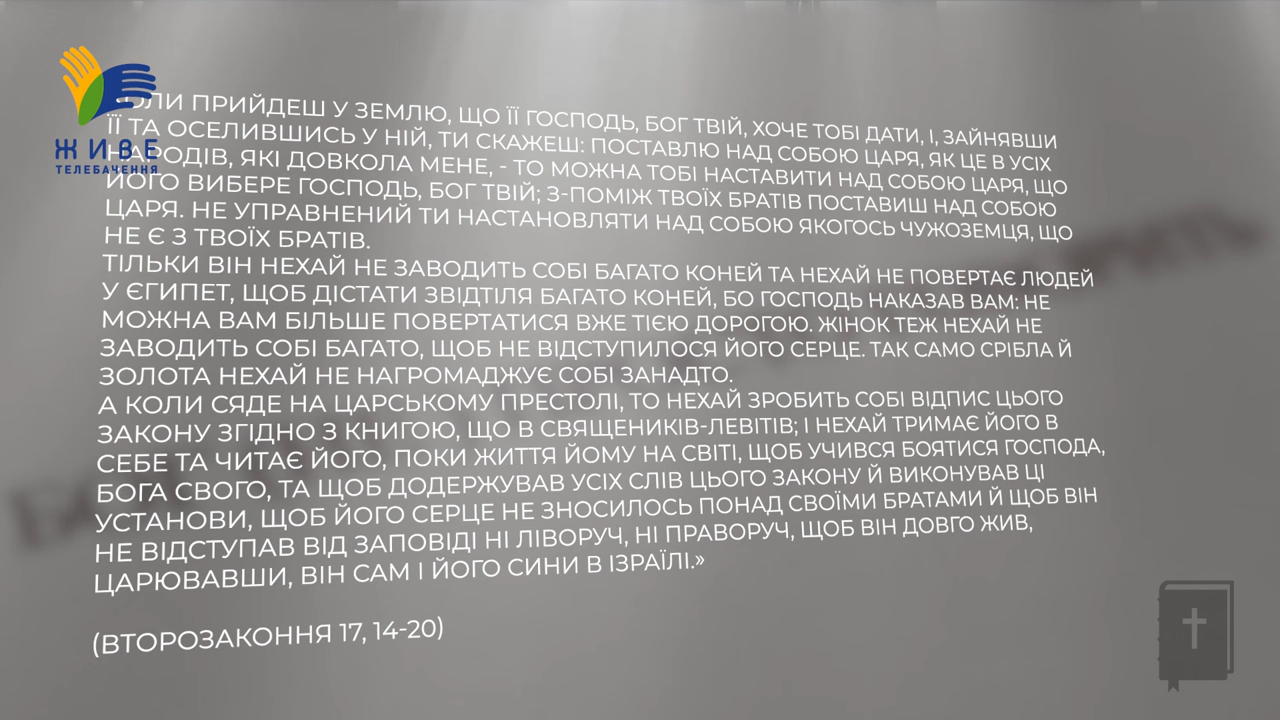 ЖИВЕ
ТЕЛЕБАЧЕННЯ
«КОЛИ ПРИЙДЕШ У ЗЕМЛЮ, ЩО ЇЇ ГОСПОДЬ, БОГ ТВІЙ, ХОЧЕ ТОБІ ДАТИ, І, ЗАЙНЯВШИ
ЇЇ ТА ОСЕЛИВШИСЬ У НІЙ, ТИ СКАЖЕШ: ПОСТАВЛЮ НАД СОБОЮ ЦАРЯ, ЯК ЦЕ В УСІХ
НАРОДІВ, ЯКІ ДОВКОЛА МЕНЕ, - ТО МОЖНА ТОБІ НАСТАВИТИ НАД СОБОЮ ЦАРЯ, ЩО
ЙОГО ВИБЕРЕ ГОСПОДЬ, БОГ ТВІЙ; З-ПОМІЖ ТВОЇХ БРАТІВ ПОСТАВИШ НАД СОБОЮ
ЦАРЯ. НЕ УПРАВНЕНИЙ ТИ НАСТАНОВЛЯТИ НАД СОБОЮ ЯКОГОСЬ ЧУЖОЗЕМЦЯ, ЩО
НЕ Є З ТВОЇХ БРАТІВ.
ТІЛЬКИ ВІН НЕХАЙ НЕ ЗАВОДИТЬ СОБІ БАГАТО КОНЕЙ ТА НЕХАЙ НЕ ПОВЕРТАЄ ЛЮДЕЙ
У ЄГИПЕТ, ЩОБ ДІСТАТИ ЗВІДТІЛЯ БАГАТО КОНЕЙ, БО ГОСПОДЬ НАКАЗАВ ВАМ: НЕ
МОЖНА ВАМ БІЛЬШЕ ПОВЕРТАТИСЯ ВЖЕ ТІЄЮ ДОРОГОЮ. ЖІНОК ТЕЖ НЕХАЙ НЕ
ЗАВОДИТЬ СОБІ БАГАТО, ЩОБ НЕ ВІДСТУПИЛОСЯ ЙОГО СЕРЦЕ. ТАК САМО СРІБЛА Й
ЗОЛОТА НЕХАЙ НЕ НАГРОМАДЖУЄ СОБІ ЗАНАДТО.
А КОЛИ СЯДЕ НА ЦАРСЬКОМУ ПРЕСТОЛІ, ТО НЕХАЙ ЗРОБИТЬ СОБІ ВІДПИС ЦЬОГО
ЗАКОНУ ЗГІДНО З КНИГОЮ, ЩО В СВЯЩЕНИКІВ-ЛЕВІТІВ; І НЕХАЙ ТРИМАЄ ЙОГО В
СЕБЕ ТА ЧИТАЄ ЙОГО, ПОКИ ЖИТТЯ ЙОМУ НА СВІТІ, ЩОБ УЧИВСЯ БОЯТИСЯ ГОСПОДА,
БОГА СВОГО, ТА ЩОБ ДОДЕРЖУВАВ УСІХ СЛІВ ЦЬОГО ЗАКОНУ Й ВИКОНУВАВ ЦІ
УСТАНОВИ, ЩОБ ЙОГО СЕРЦЕ НЕ ЗНОСИЛОСЬ ПОНАД СВОЇМИ БРАТАМИ Й ЩОБ ВІН
НЕ ВІДСТУПАВ ВІД ЗАПОВІДІ НІ ЛІВОРУЧ, НІ ПРАВОРУЧ, ЩОБ ВІН ДОВГО ЖИВ,
ЦАРЮВАВШИ, ВІН САМ І ЙОГО СИНИ В ІЗРАЇЛІ.»
(ВТОРОЗАКОННЯ 17, 14-20)